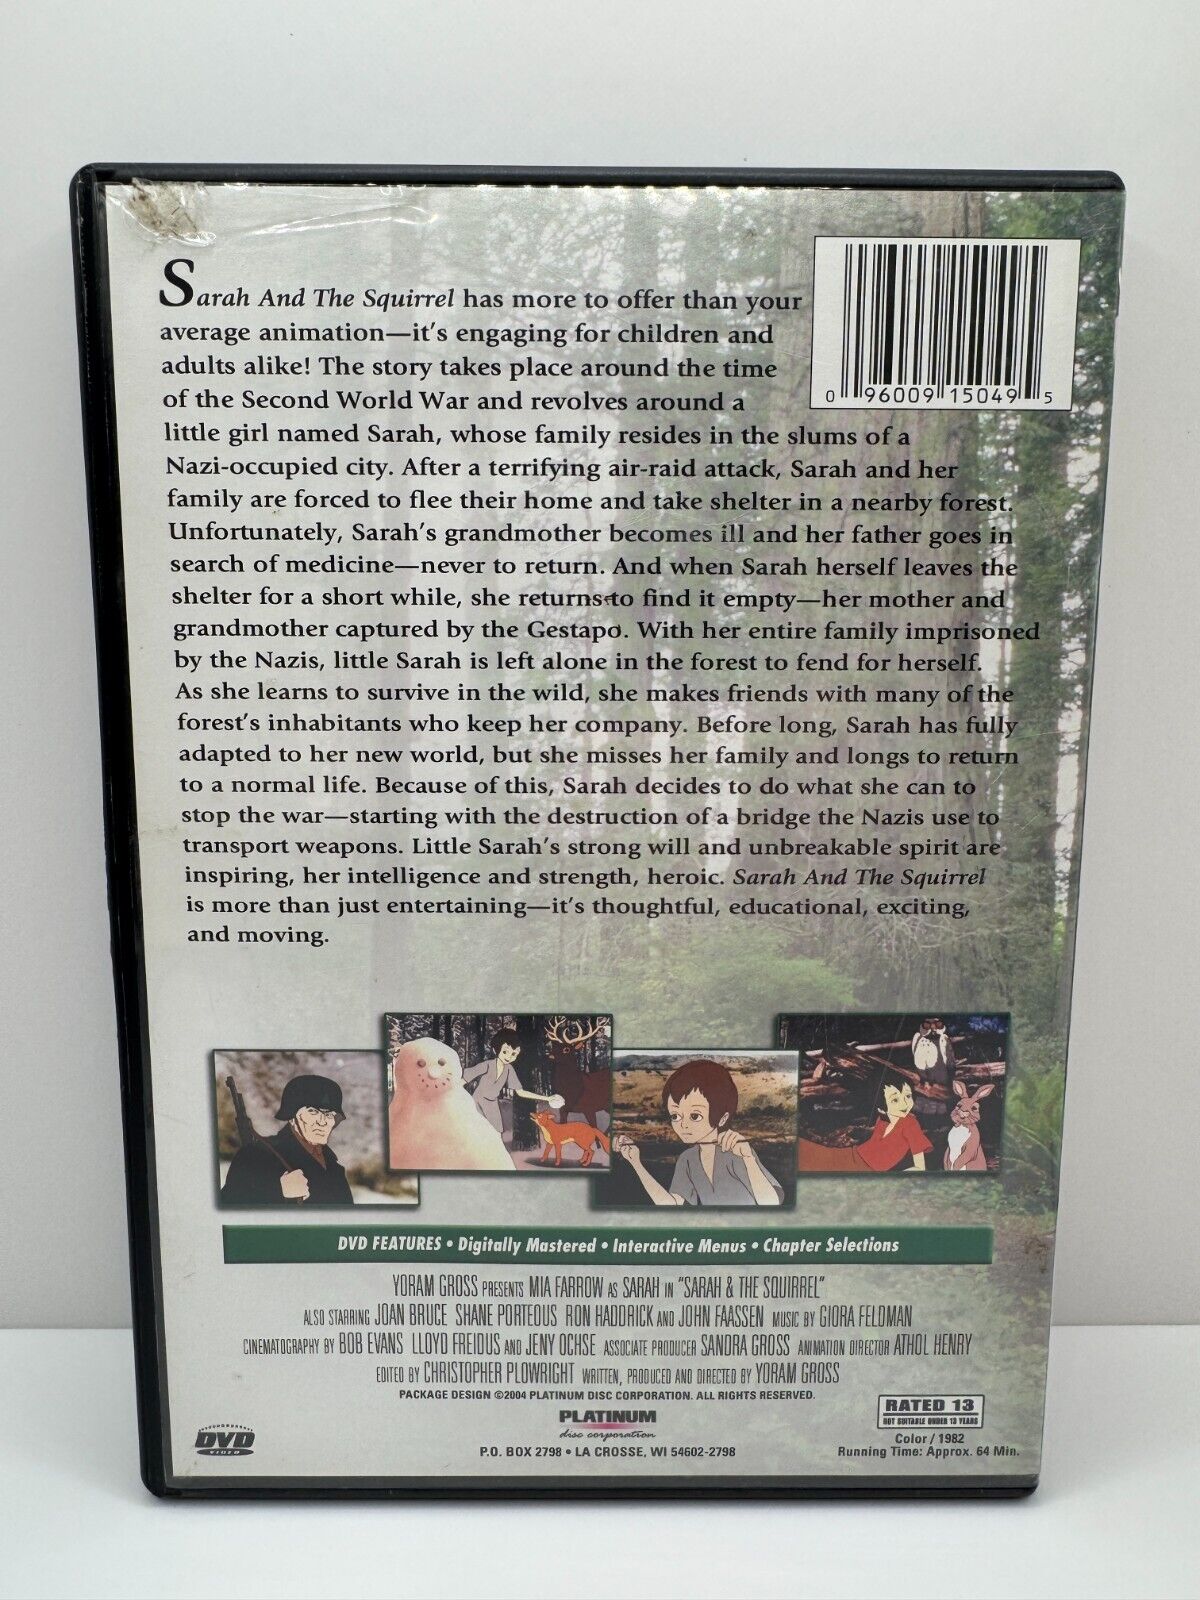 Sarah And The Squirrel has more to offer than your
average animation—it's engaging for children and
adults alike! The story takes place around the time
of the Second World War and revolves around a
little girl named Sarah, whose family resides in the slums of a
Nazi-occupied city. After a terrifying air-raid attack, Sarah and her
family are forced to flee their home and take shelter in a nearby forest.
Unfortunately, Sarah's grandmother becomes ill and her father goes in
search of medicine—never to return. And when Sarah herself leaves the
shelter for a short while, she returns to find it empty—her mother and
grandmother captured by the Gestapo. With her entire family imprisoned
by the Nazis, little Sarah is left alone in the forest to fend for herself.
As she learns to survive in the wild, she makes friends with many of the
forest's inhabitants who keep her company. Before long, Sarah has fully
adapted to her new world, but she misses her family and longs to return
to a normal life. Because of this, Sarah decides to do what she can to
stop the war—starting with the destruction of a bridge the Nazis use to
transport weapons. Little Sarah's strong will and unbreakable spirit are
inspiring, her intelligence and strength, heroic. Sarah And The Squirrel
is more than just entertaining—it's thoughtful, educational, exciting,
and moving.
0 96009 15049 5
DVD FEATURES • Digitally Mastered • Interactive Menus • Chapter Selections
YORAM GROSS PRESENTS MIA FARROW AS SARAH IN "SARAH & THE SQUIRREL"
ALSO STARRING JOAN BRUCE SHANE PORTEOUS RON HADDRICK AND JOHN FAASSEN MUSIC BY GIORA FELDMAN
CINEMATOGRAPHY BY BOB EVANS LLOYD FREIDUS AND JENY OCHSE ASSOCIATE PRODUCER SANDRA GROSS ANIMATION DIRECTOR ATHOL HENRY
EDITED BY CHRISTOPHER PLOWRIGHT WRITTEN, PRODUCED AND DIRECTED BY YORAM GROSS
PACKAGE DESIGN ©2004 PLATINUM DISC CORPORATION. ALL RIGHTS RESERVED.
PLATINUM
disc corporation
P.O. BOX 2798 • LA CROSSE, WI 54602-2798
DVD
VIDEO
RATED 13
NOT SUITABLE UNDER 13 YEARS
Color / 1982
Running Time: Approx. 64 Min.